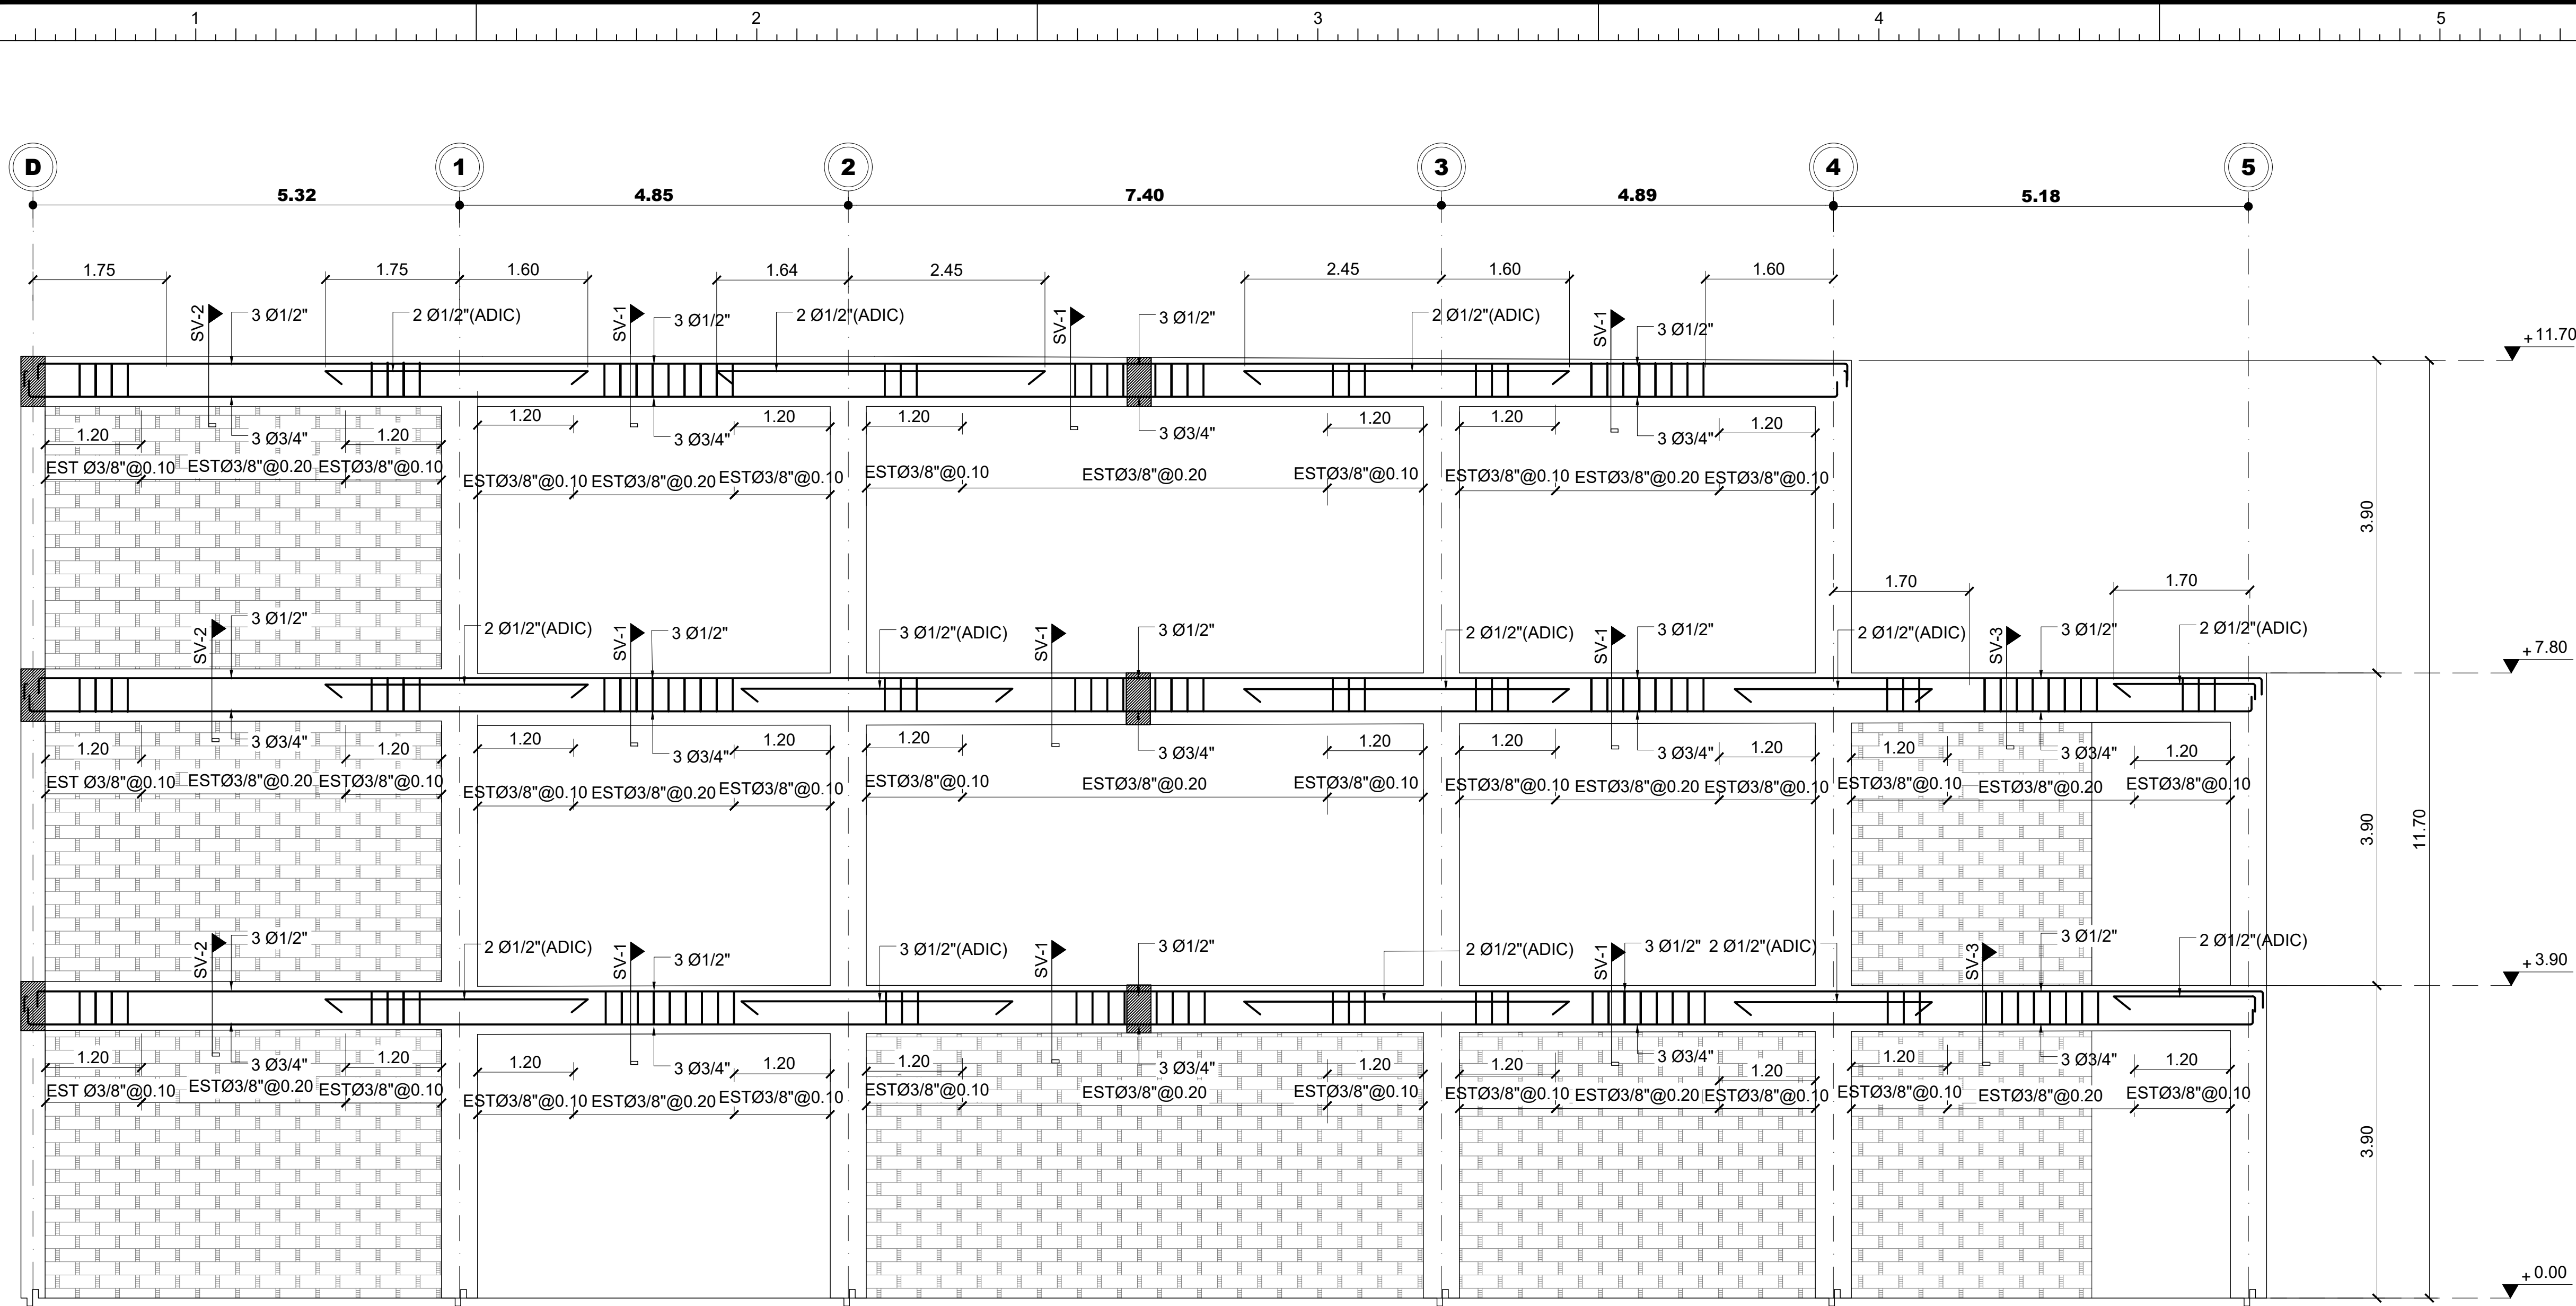 1 2 3 4 5
D 1 2 3 4 5
5.32 4.85 7.40 4.89 5.18
1.75 1.75 1.60 1.64 2.45 2.45 1.60 1.60
SV-2 3 Ø1/2" 2 Ø1/2"(ADIC) SV-1 3 Ø1/2" 2 Ø1/2"(ADIC) SV-1 3 Ø1/2" 2 Ø1/2"(ADIC) SV-1 3 Ø1/2"
+11.70
1.20 3 Ø3/4" 1.20 1.20 3 Ø3/4" 1.20 1.20 3 Ø3/4" 1.20 1.20 3 Ø3/4" 1.20
EST Ø3/8"@0.10 ESTØ3/8"@0.20 ESTØ3/8"@0.10 ESTØ3/8"@0.10 ESTØ3/8"@0.20 ESTØ3/8"@0.10 ESTØ3/8"@0.10 ESTØ3/8"@0.20 ESTØ3/8"@0.10 ESTØ3/8"@0.10 ESTØ3/8"@0.20 ESTØ3/8"@0.10
3.90
1.70 1.70
SV-2 3 Ø1/2" 2 Ø1/2"(ADIC) SV-1 3 Ø1/2" 3 Ø1/2"(ADIC) SV-1 3 Ø1/2" 2 Ø1/2"(ADIC) SV-1 3 Ø1/2" 2 Ø1/2"(ADIC) SV-3 3 Ø1/2" 2 Ø1/2"(ADIC)
+7.80
1.20 3 Ø3/4" 1.20 1.20 3 Ø3/4" 1.20 1.20 3 Ø3/4" 1.20 1.20 3 Ø3/4" 1.20 1.20 3 Ø3/4" 1.20
EST Ø3/8"@0.10 ESTØ3/8"@0.20 ESTØ3/8"@0.10 ESTØ3/8"@0.10 ESTØ3/8"@0.20 ESTØ3/8"@0.10 ESTØ3/8"@0.10 ESTØ3/8"@0.20 ESTØ3/8"@0.10 ESTØ3/8"@0.10 ESTØ3/8"@0.20 ESTØ3/8"@0.10 ESTØ3/8"@0.10 ESTØ3/8"@0.20 ESTØ3/8"@0.10
3.90 11.70
SV-2 3 Ø1/2" 2 Ø1/2"(ADIC) SV-1 3 Ø1/2" 3 Ø1/2"(ADIC) SV-1 3 Ø1/2" 2 Ø1/2"(ADIC) SV-1 3 Ø1/2" 2 Ø1/2"(ADIC) SV-3 3 Ø1/2" 2 Ø1/2"(ADIC)
+3.90
1.20 3 Ø3/4" 1.20 1.20 3 Ø3/4" 1.20 1.20 3 Ø3/4" 1.20 1.20 3 Ø3/4" 1.20 1.20 3 Ø3/4" 1.20
EST Ø3/8"@0.10 ESTØ3/8"@0.20 ESTØ3/8"@0.10 ESTØ3/8"@0.10 ESTØ3/8"@0.20 ESTØ3/8"@0.10 ESTØ3/8"@0.10 ESTØ3/8"@0.20 ESTØ3/8"@0.10 ESTØ3/8"@0.10 ESTØ3/8"@0.20 ESTØ3/8"@0.10 ESTØ3/8"@0.10 ESTØ3/8"@0.20 ESTØ3/8"@0.10
3.90
+0.00